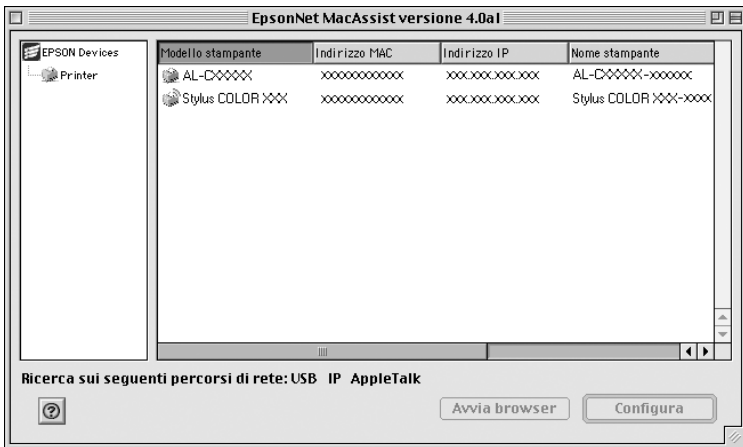 EpsonNet MacAssist versione 4.0aI
EPSON Devices
Printer
Modello stampante Indirizzo MAC Indirizzo IP Nome stampante
AL-CXXXXX XXXXXXXXXXXX XXX.XXX.XXX.XXX AL-CXXXXX-XXXXXX
Stylus COLOR XXX XXXXXXXXXXXX XXX.XXX.XXX.XXX Stylus COLOR XXX-XXXX
Ricerca sui seguenti percorsi di rete: USB IP AppleTalk
?
Avvia browser
Configura